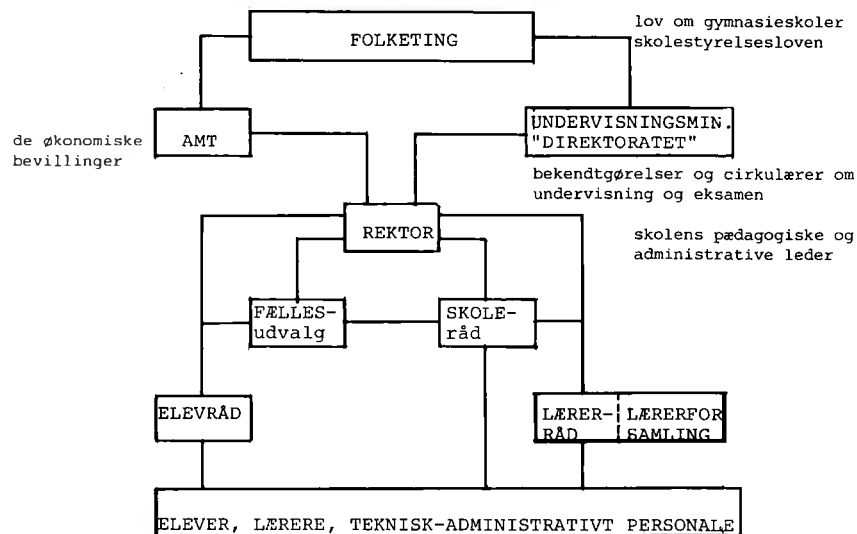 FOLKETING
lov om gymnasieskoler
skolestyrelsesloven
AMT
de økonomiske
bevillinger
UNDERVISNINGSMIN.
"DIREKTORATET"
bekendtgørelser og cirkulærer om
undervisning og eksamen
REKTOR
skolens pædagogiske og
administrative leder
FÆLLES-
udvalg
SKOLE-
råd
ELEVRÅD
LÆRER-
RÅD
LÆRERFOR
SAMLING
ELEVER, LÆRERE, TEKNISK-ADMINISTRATIVT PERSONALE